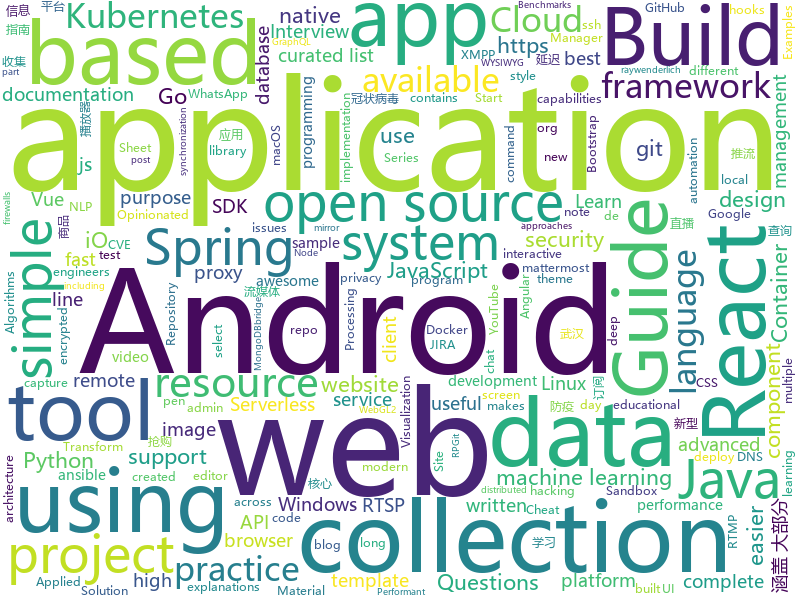 信息
平台
Kubernetes
native
app
Cloud
GitHub
hooks
Benchmarks
ssh
Manager
Examples
指南
GraphQL
Interview
XMPP
WYSIWYG
延迟
Build
收集
part
based
curated list
database
https
best
style
raywenderlich
different
documentation
Go
WhatsApp
available
冠状病毒
contains
Start
capabilities
framework
application
播放器
应用
library
Sheet
post
synchronization
macOS
programming
implementation
use
Series
command
org
new
Bootstrap
git
推流
management
automation
local
js
Vue
NLP
purpose
SDK
open source
Learn
de
design
Google
商品
Opinionated
issues
mirror
Node
approaches
note
firewalls
simple
iO
CVE
Spring
sample
system
interactive
security
直播
查询
fast
test
proxy
awesome
privacy
program
mattermost
theme
Guide
language
React
Container
Algorithms
engineers
line
encrypted
including
Repository
流媒体
select
MongoDBbridge
JavaScript
Android
repo
Processing
client
Docker
JIRA
YouTube
chat
Angular
武汉
deep
component
multiple
video
capture
remote
resource
website
development
Linux
订阅
CSS
tool
pen
admin
Serverless
service
WebGL2
screen
makes
useful
防疫
day
educational
新型
image
web
Visualization
Site
RPGit
data
advanced
Transform
抢购
modern
Python
support
architecture
ansible
created
editor
核心
machine learning
deploy
DNS
distributed
hacking
Sandbox
learning
using
across
Windows
RTSP
written
Cheat
performance
API
code
collection
Java
涵盖
大部分
easier
project
browser
blog
long
学习
RTMP
practice
high
template
Questions
platform
complete
Applied
Solution
explanations
Material
Performant
built
UI